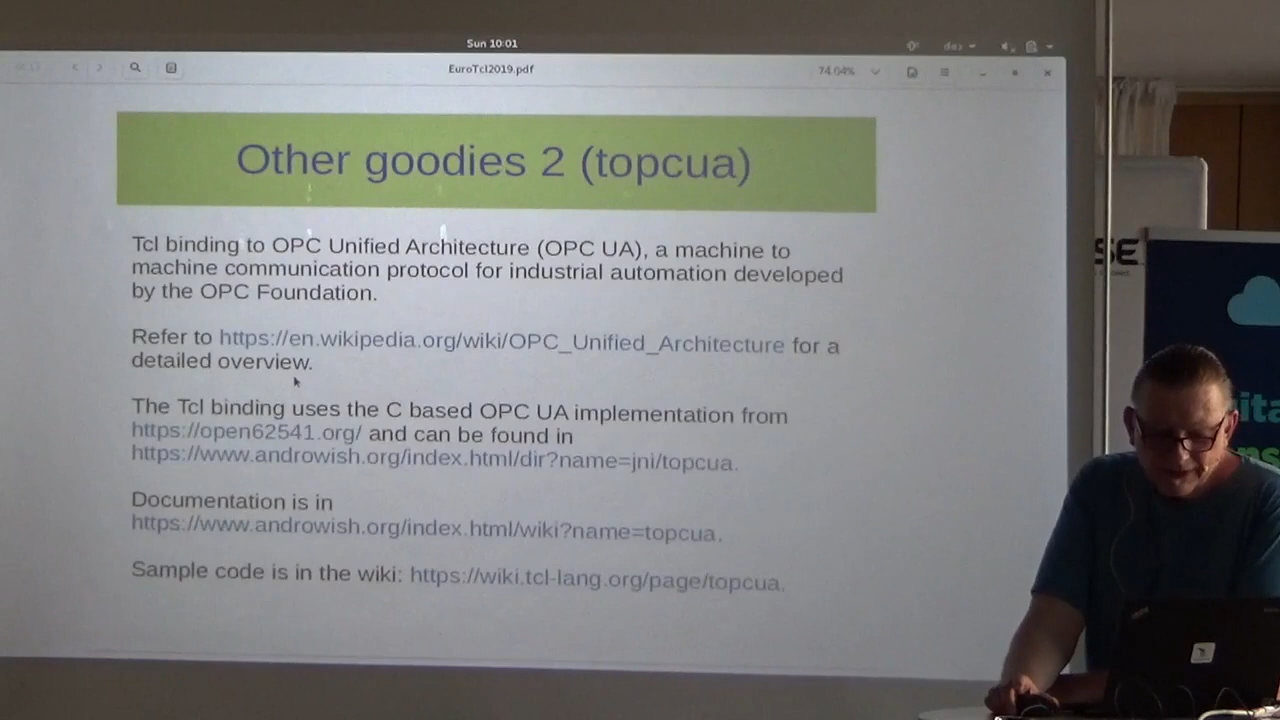 Sun 10:01
EuroTcl2019.pdf
74.04%
Other goodies 2 (topcua)
Tcl binding to OPC Unified Architecture (OPC UA), a machine to
machine communication protocol for industrial automation developed
by the OPC Foundation.
Refer to https://en.wikipedia.org/wiki/OPC_Unified_Architecture for a
detailed overview.
The Tcl binding uses the C based OPC UA implementation from
https://open62541.org/ and can be found in
https://www.androwish.org/index.html/dir?name=jni/topcua.
Documentation is in
https://www.androwish.org/index.html/wiki?name=topcua.
Sample code is in the wiki: https://wiki.tcl-lang.org/page/topcua.
SE